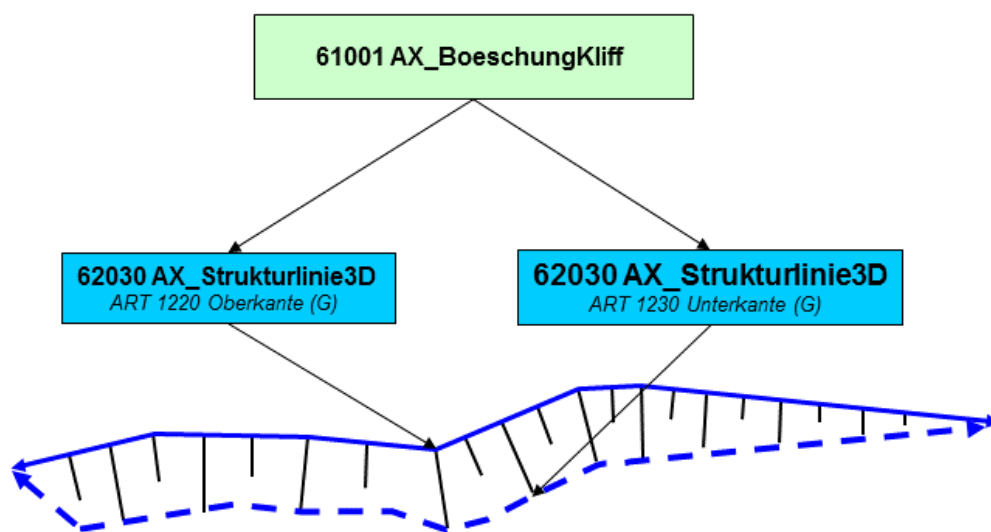 61001 AX_BoeschungKliff
62030 AX_Strukturlinie3D
ART 1220 Oberkante (G)
62030 AX_Strukturlinie3D
ART 1230 Unterkante (G)